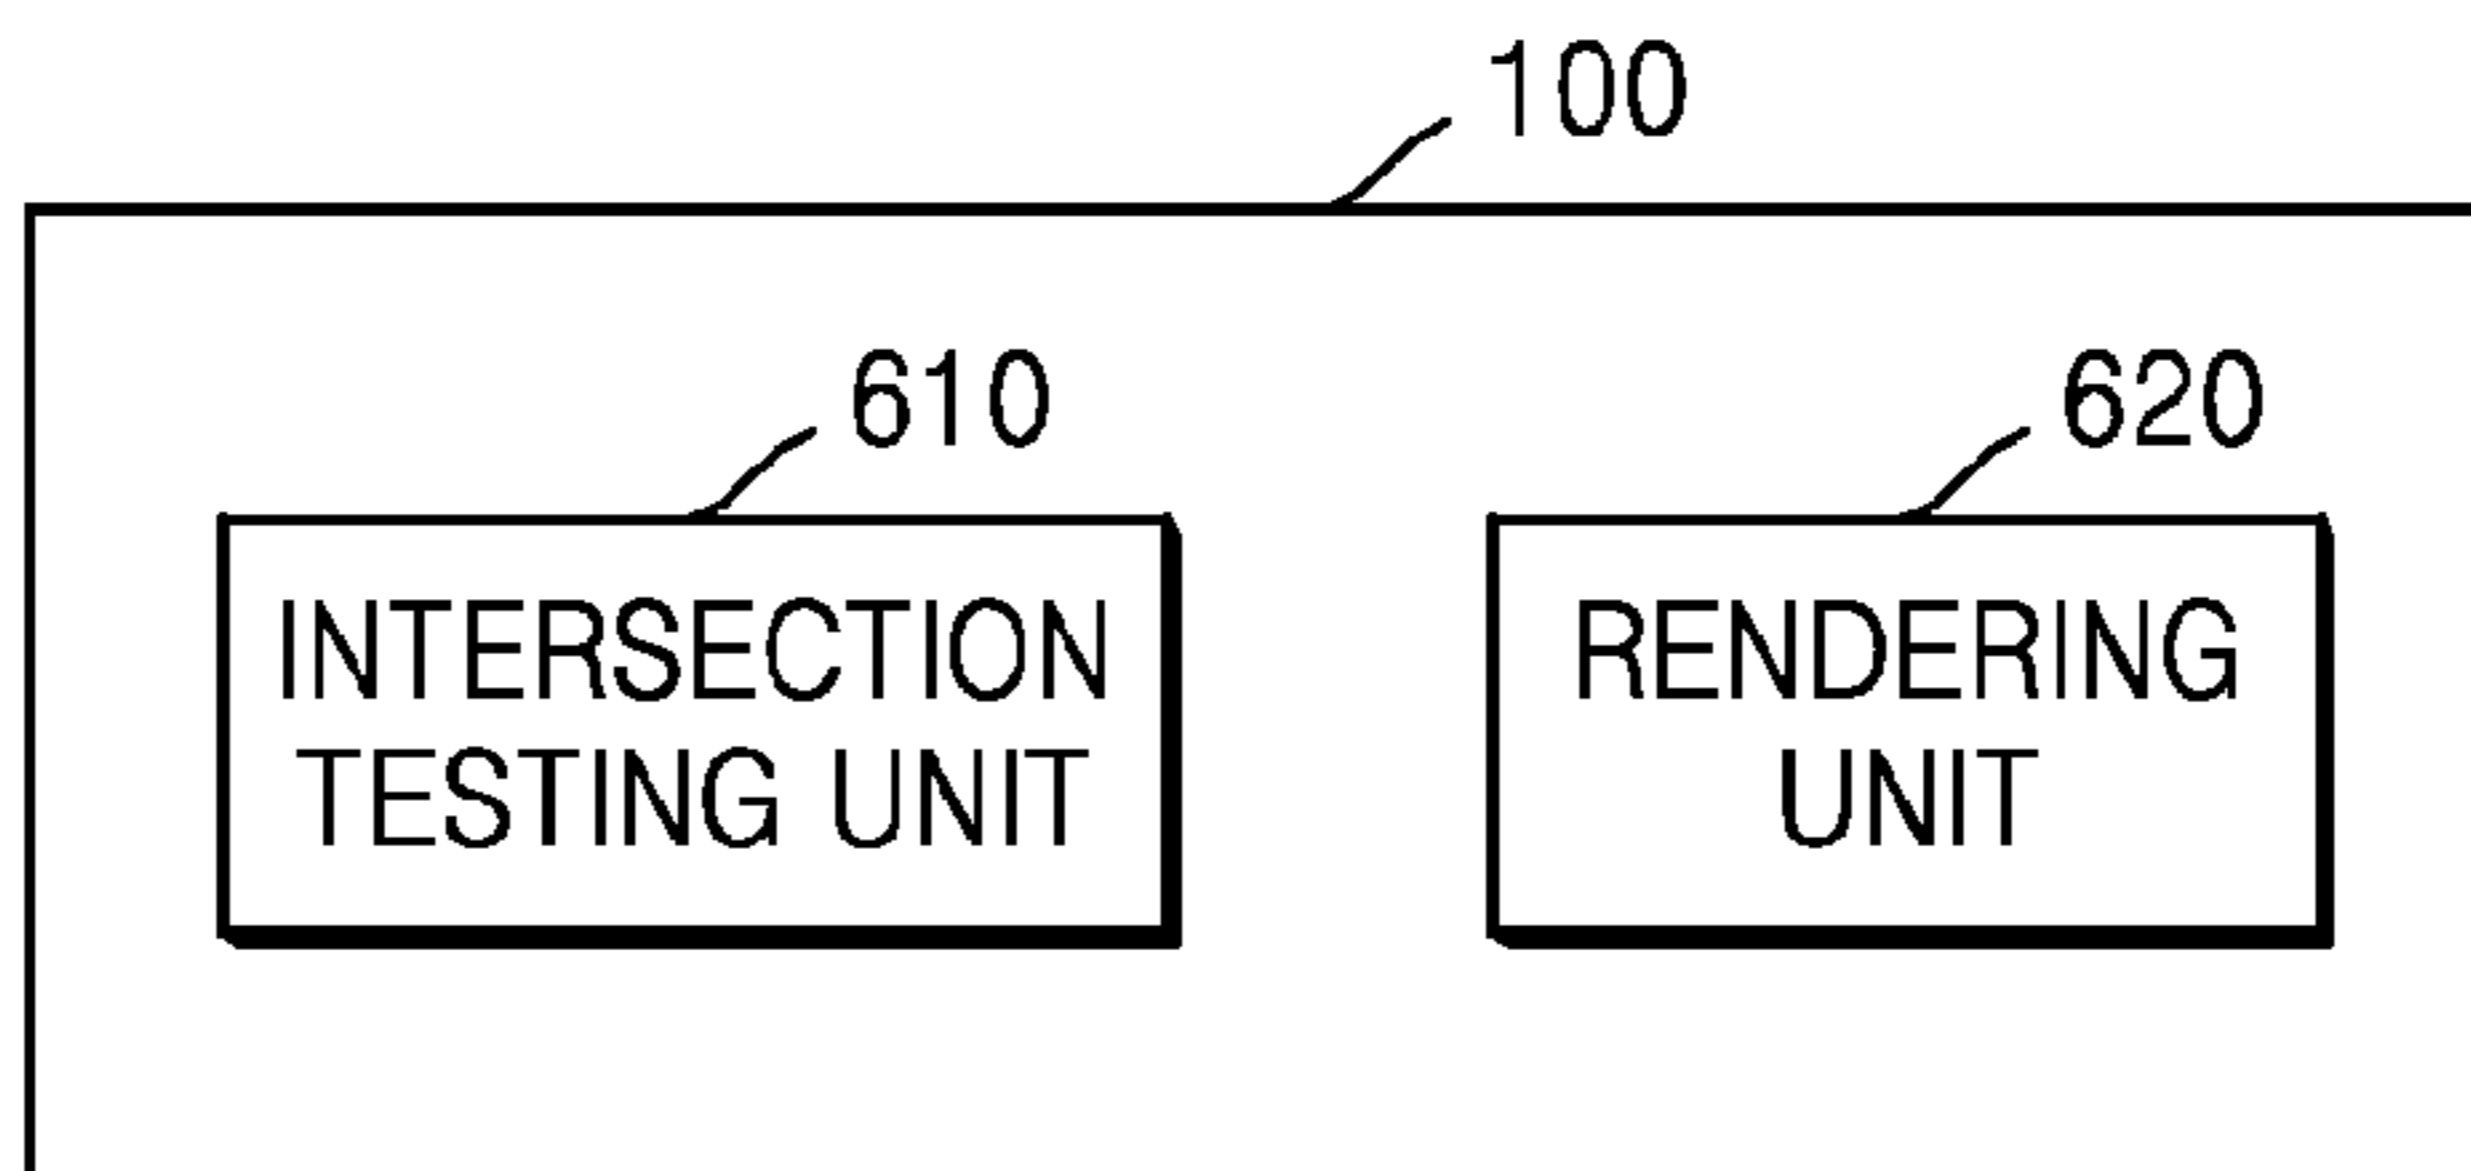 100
610
620
INTERSECTION
TESTING UNIT
RENDERING
UNIT